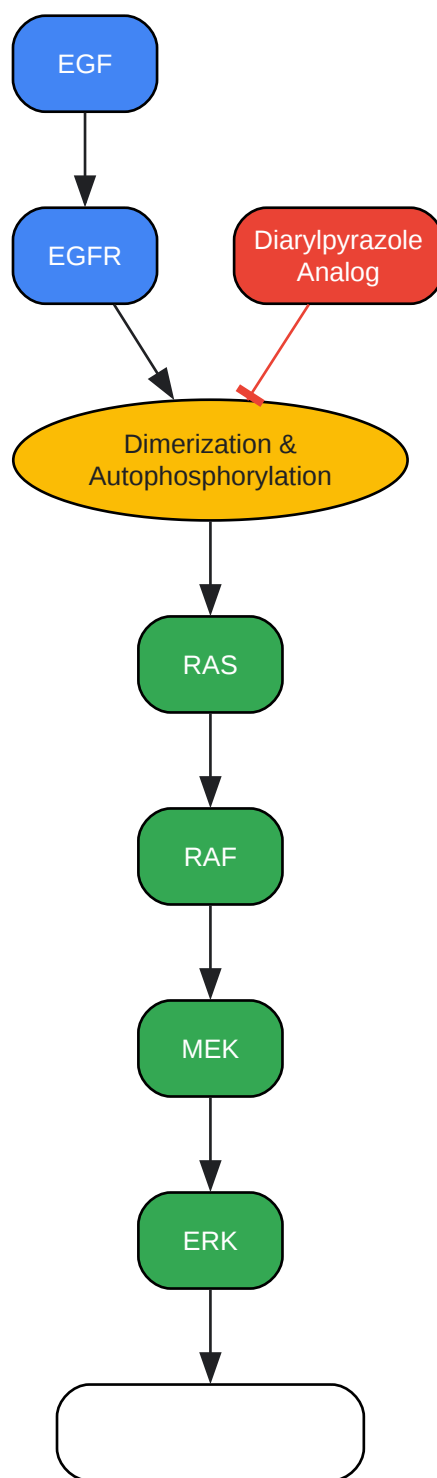 EGF
EGFR
Diarylpyrazole
Analog
Dimerization &
Autophosphorylation
RAS
RAF
MEK
ERK